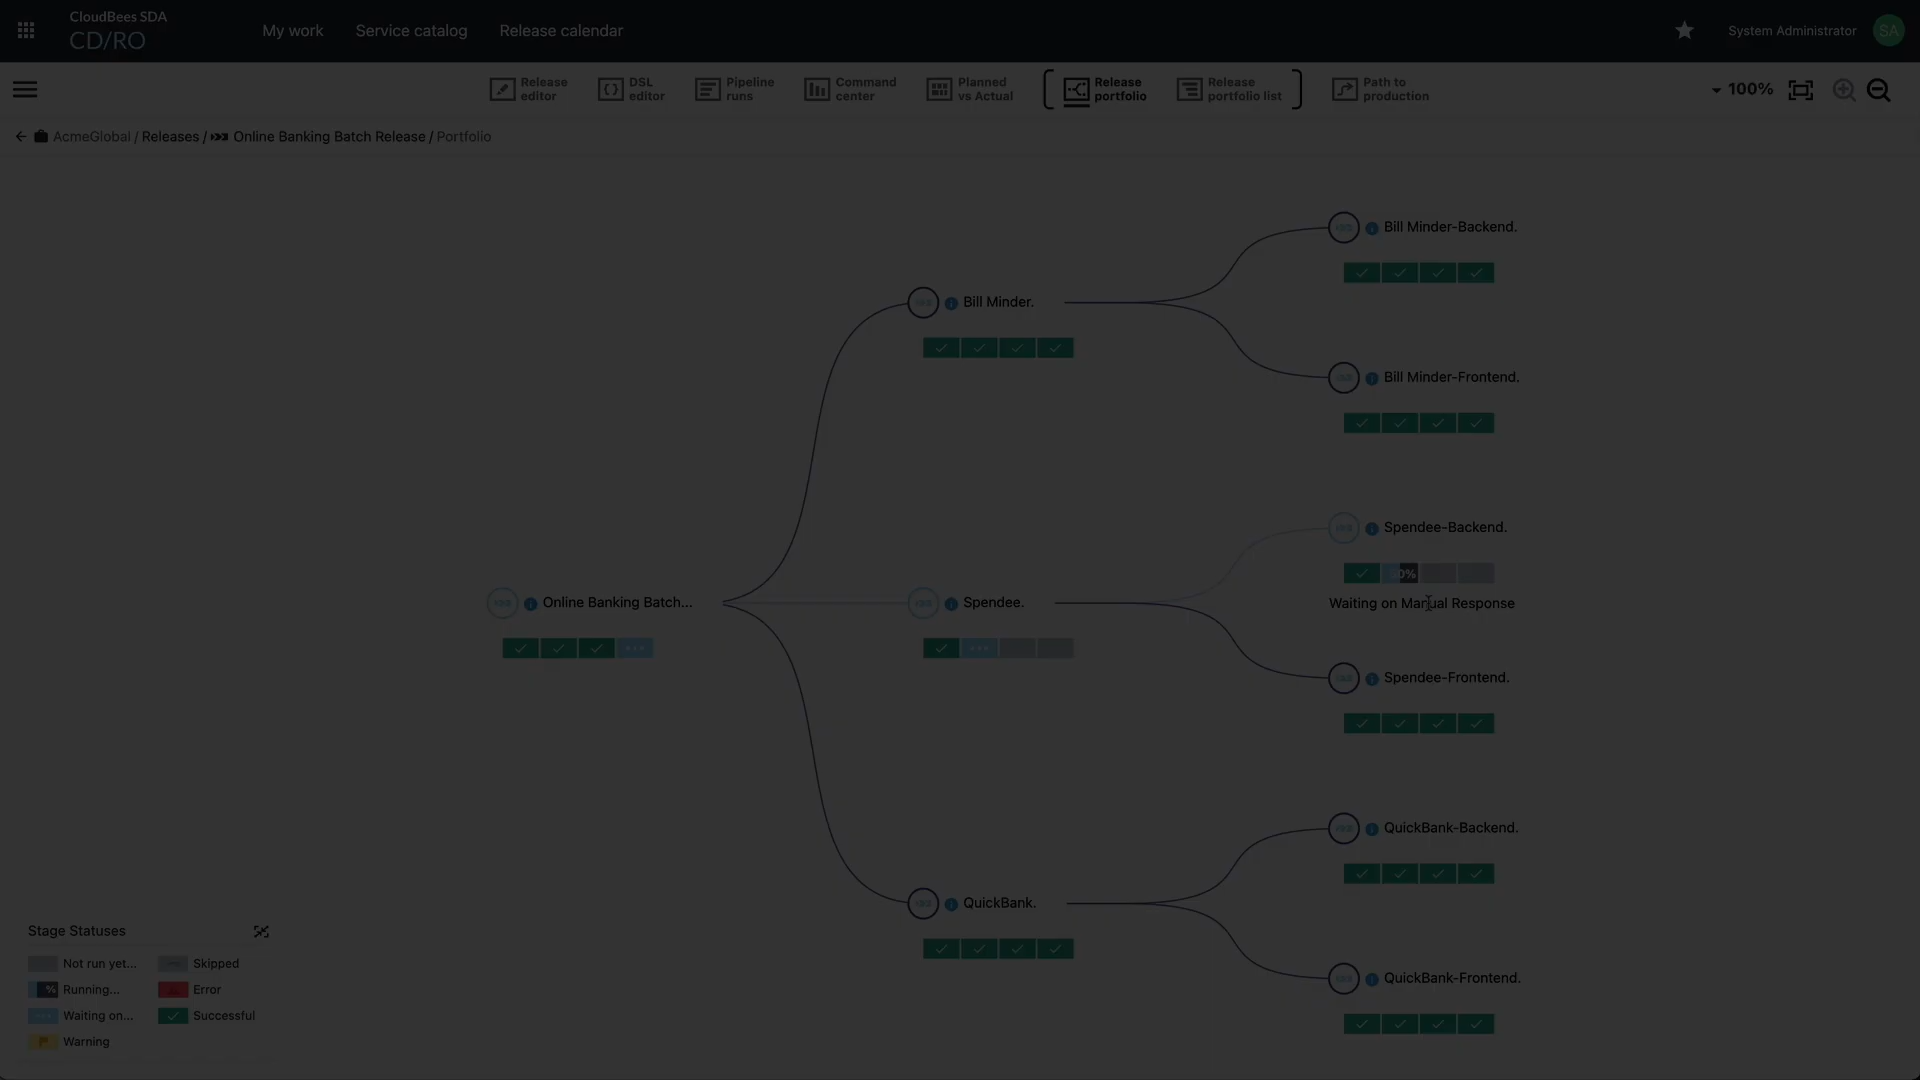 CloudBees SDA
CD/RO
My work
Service catalog
Release calendar
System Administrator
SA
Release editor
DSL editor
Pipeline runs
Command center
Planned vs Actual
Release portfolio
Release portfolio list
Path to production
100%
AcmeGlobal / Releases / Online Banking Batch Release / Portfolio
Bill Minder-Backend.
Bill Minder.
Bill Minder-Frontend.
Spendee-Backend.
0%
Waiting on Manual Response
Online Banking Batch...
Spendee.
Spendee-Frontend.
QuickBank-Backend.
QuickBank.
QuickBank-Frontend.
Stage Statuses
Not run yet...
Skipped
% Running...
Error
Waiting on...
Successful
Warning